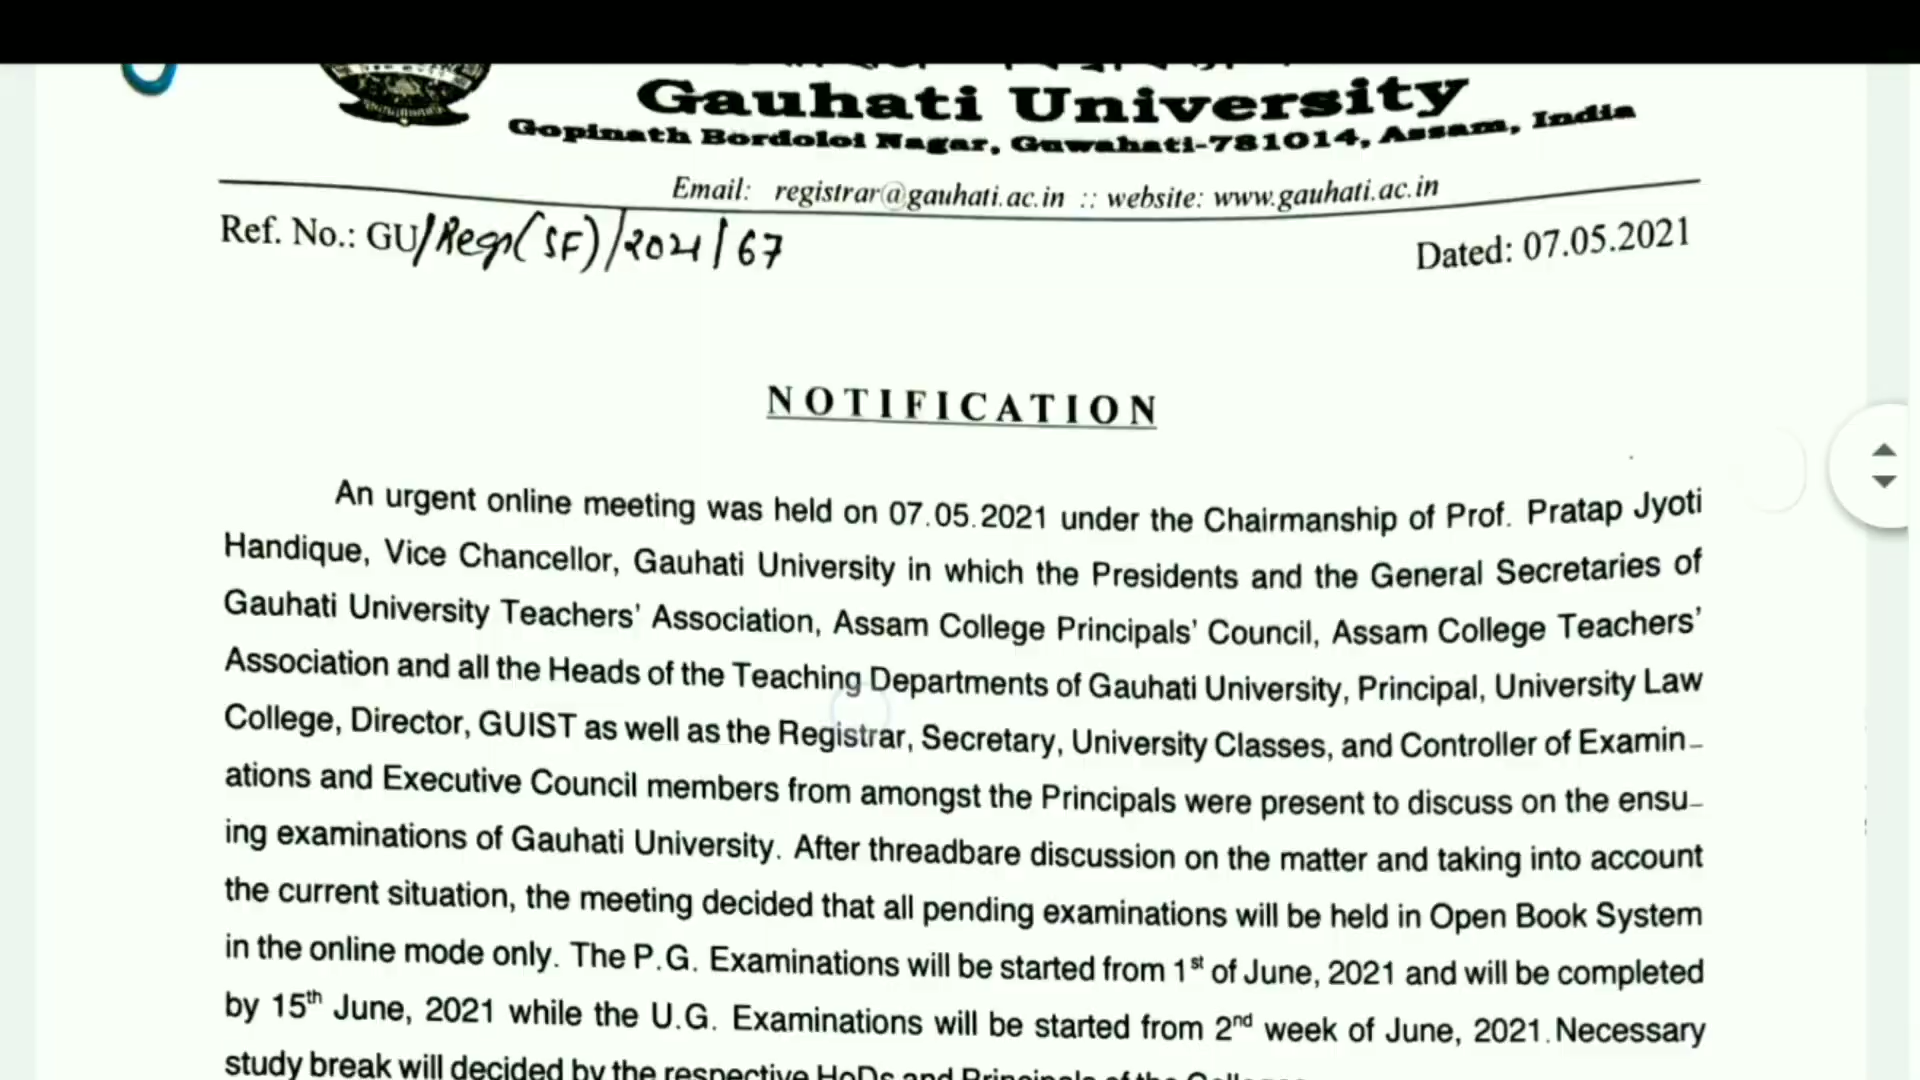 Gauhati University
Gopinath Bordoloi Nagar, Guwahati-781014, Assam, India
Email: registrar@gauhati.ac.in :: website: www.gauhati.ac.in
Ref. No.: GU/Regn(SF)/2021/67
Dated: 07.05.2021
NOTIFICATION
An urgent online meeting was held on 07.05.2021 under the Chairmanship of Prof. Pratap Jyoti
Handique, Vice Chancellor, Gauhati University in which the Presidents and the General Secretaries of
Gauhati University Teachers' Association, Assam College Principals' Council, Assam College Teachers'
Association and all the Heads of the Teaching Departments of Gauhati University, Principal, University Law
College, Director, GUIST as well as the Registrar, Secretary, University Classes, and Controller of Examin-
ations and Executive Council members from amongst the Principals were present to discuss on the ensu-
ing examinations of Gauhati University. After threadbare discussion on the matter and taking into account
the current situation, the meeting decided that all pending examinations will be held in Open Book System
in the online mode only. The P.G. Examinations will be started from 1st of June, 2021 and will be completed
by 15th June, 2021 while the U.G. Examinations will be started from 2nd week of June, 2021. Necessary
study break will decided by the respective HoDs and Principals of the Colleges